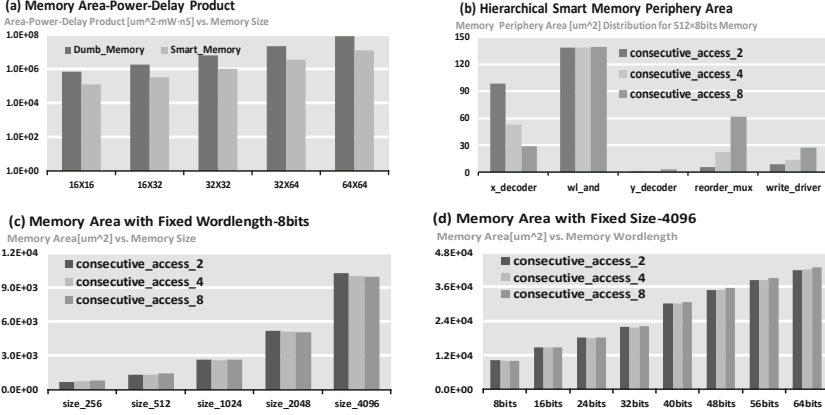 (a) Memory Area-Power-Delay Product
Area-Power-Delay Product [um^2·mW·nS] vs. Memory Size
1.0E+08
1.0E+06
1.0E+04
1.0E+02
1.0E+00
Dumb_Memory
Smart_Memory
16X16
16X32
32X32
32X64
64X64
(b) Hierarchical Smart Memory Periphery Area
Memory Periphery Area [um^2] Distribution for 512×8bits Memory
150
120
90
60
30
0
consecutive_access_2
consecutive_access_4
consecutive_access_8
x_decoder
wl_and
y_decoder
reorder_mux
write_driver
(c) Memory Area with Fixed Wordlength-8bits
Memory Area[um^2] vs. Memory Size
1.2E+04
9.0E+03
6.0E+03
3.0E+03
0.0E+00
consecutive_access_2
consecutive_access_4
consecutive_access_8
size_256
size_512
size_1024
size_2048
size_4096
(d) Memory Area with Fixed Size-4096
Memory Area[um^2] vs. Memory Wordlength
4.8E+04
3.6E+04
2.4E+04
1.2E+04
0.0E+00
consecutive_access_2
consecutive_access_4
consecutive_access_8
8bits
16bits
24bits
32bits
40bits
48bits
56bits
64bits